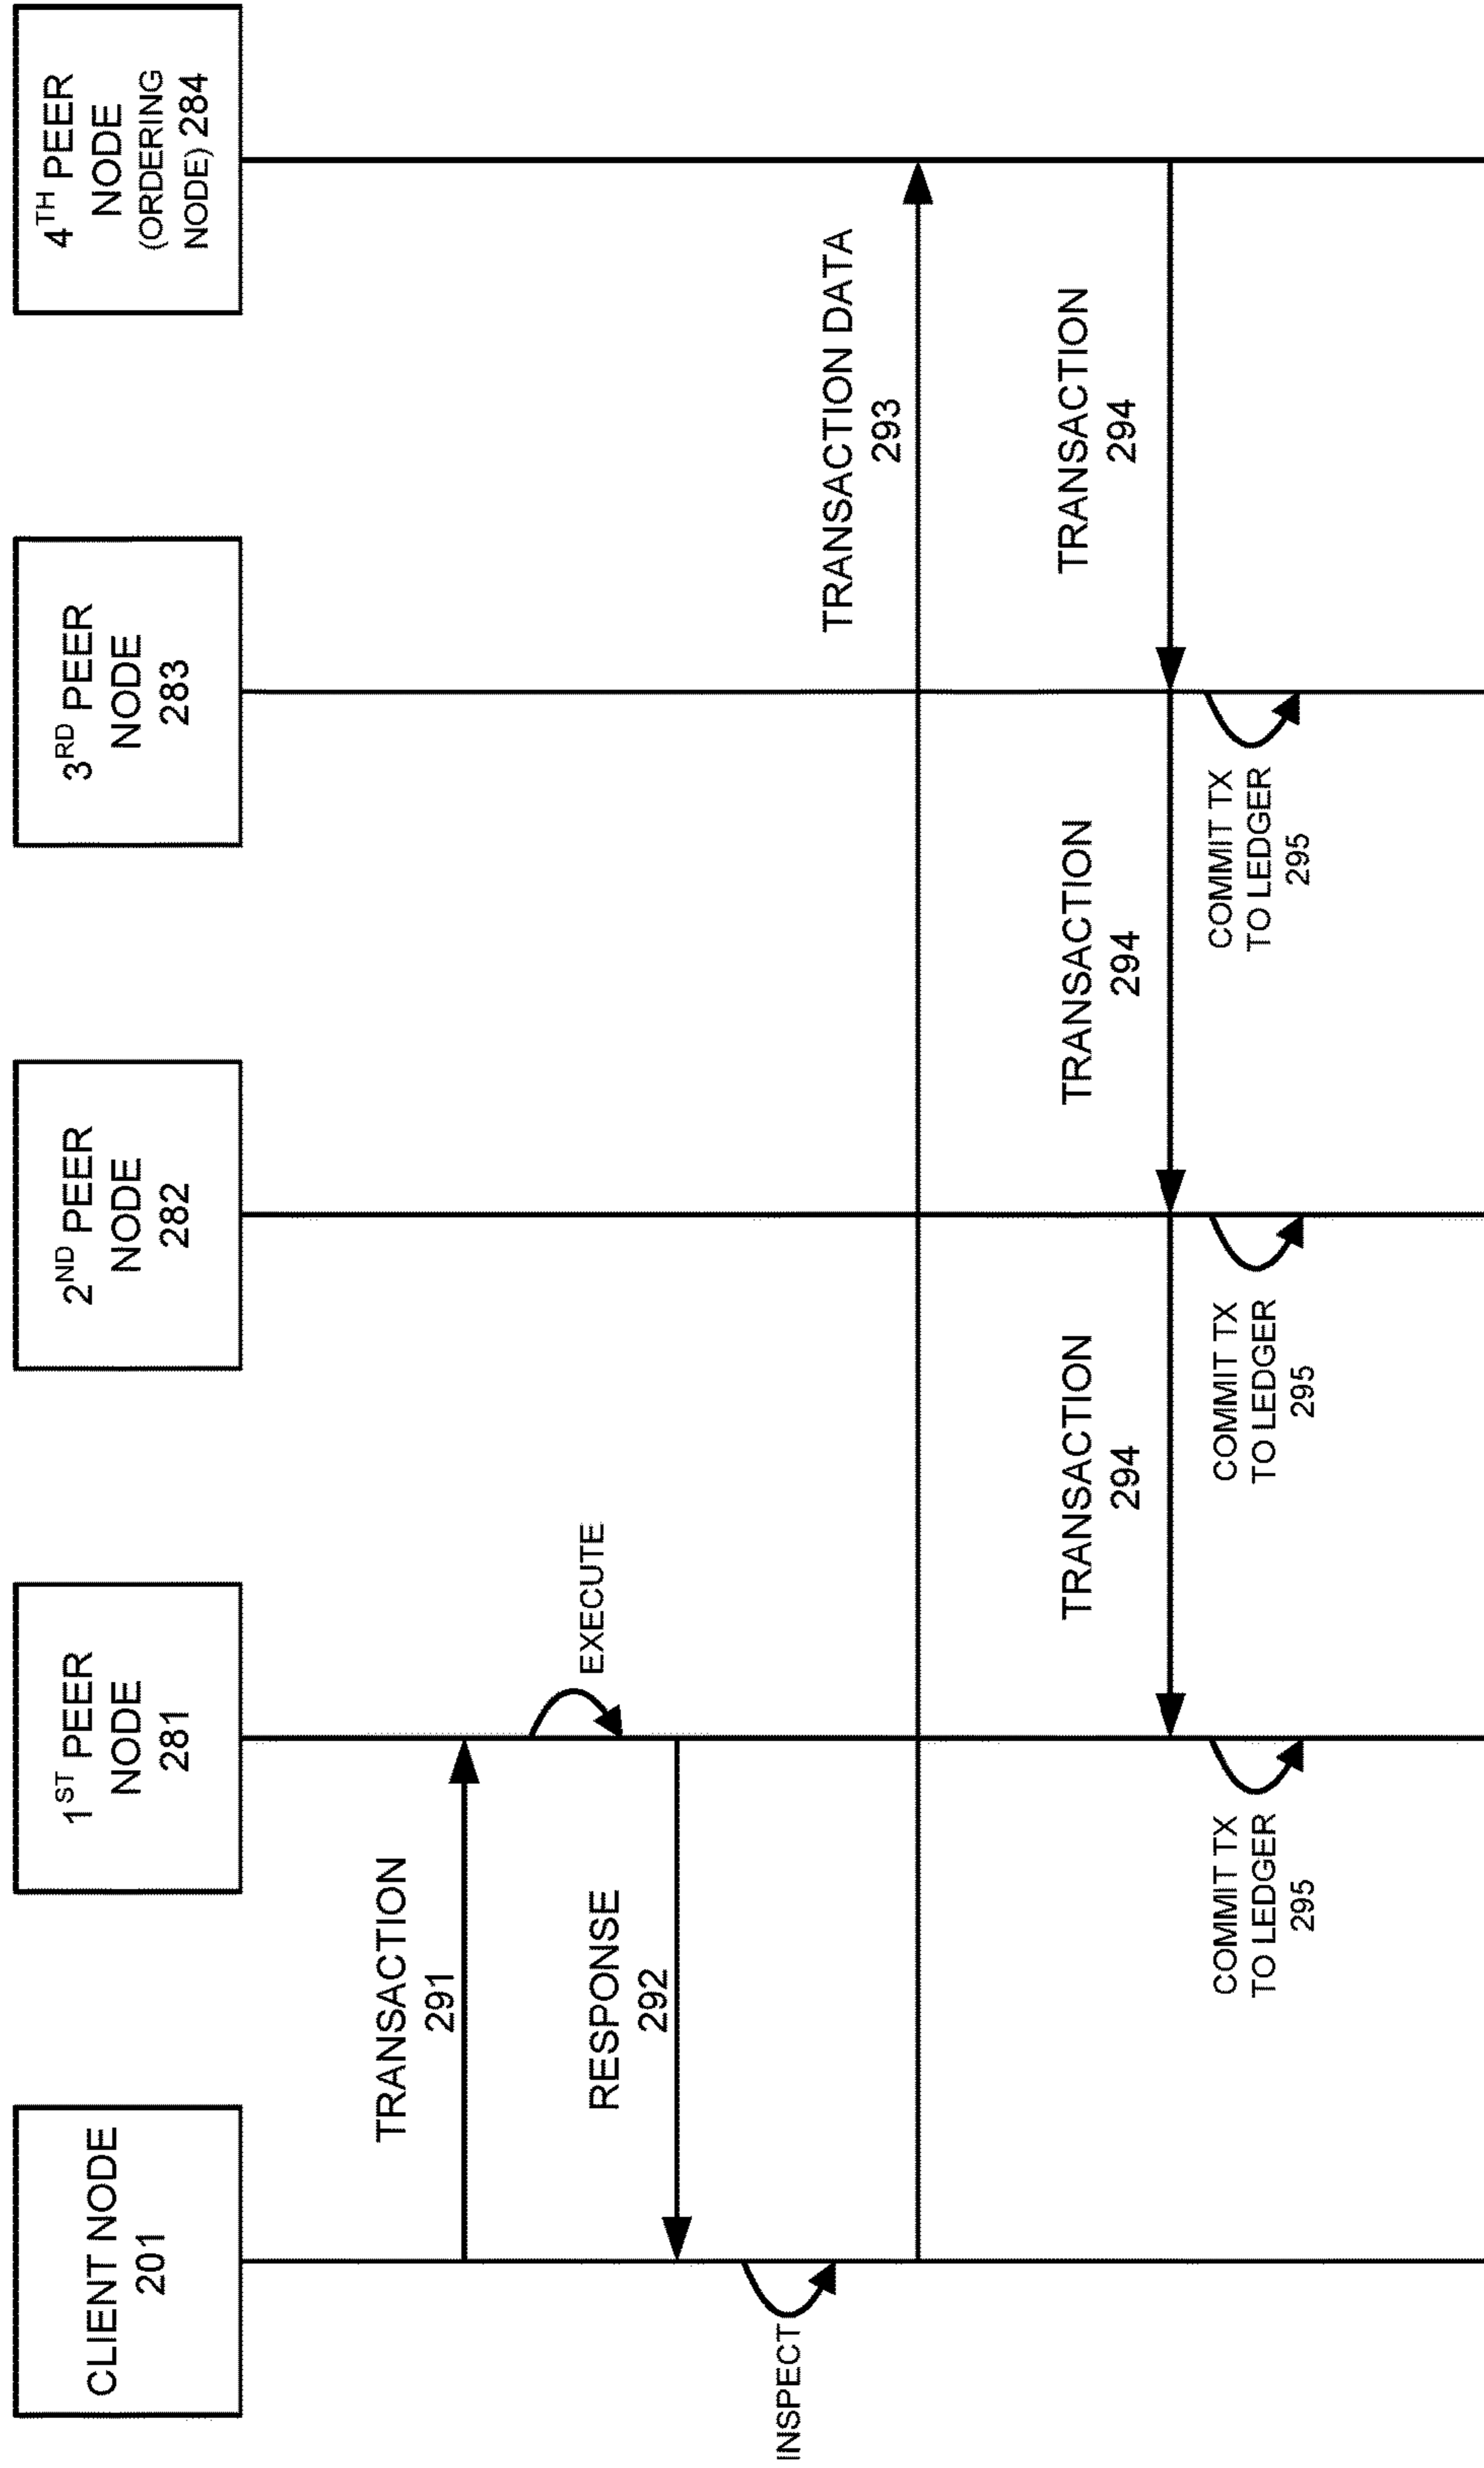 CLIENT NODE
201
1ST PEER
NODE
281
2ND PEER
NODE
282
3RD PEER
NODE
283
4TH PEER
NODE
(ORDERING
NODE) 284
TRANSACTION
291
EXECUTE
RESPONSE
292
INSPECT
TRANSACTION DATA
293
TRANSACTION
294
TRANSACTION
294
TRANSACTION
294
COMMIT TX
TO LEDGER
295
COMMIT TX
TO LEDGER
295
COMMIT TX
TO LEDGER
295